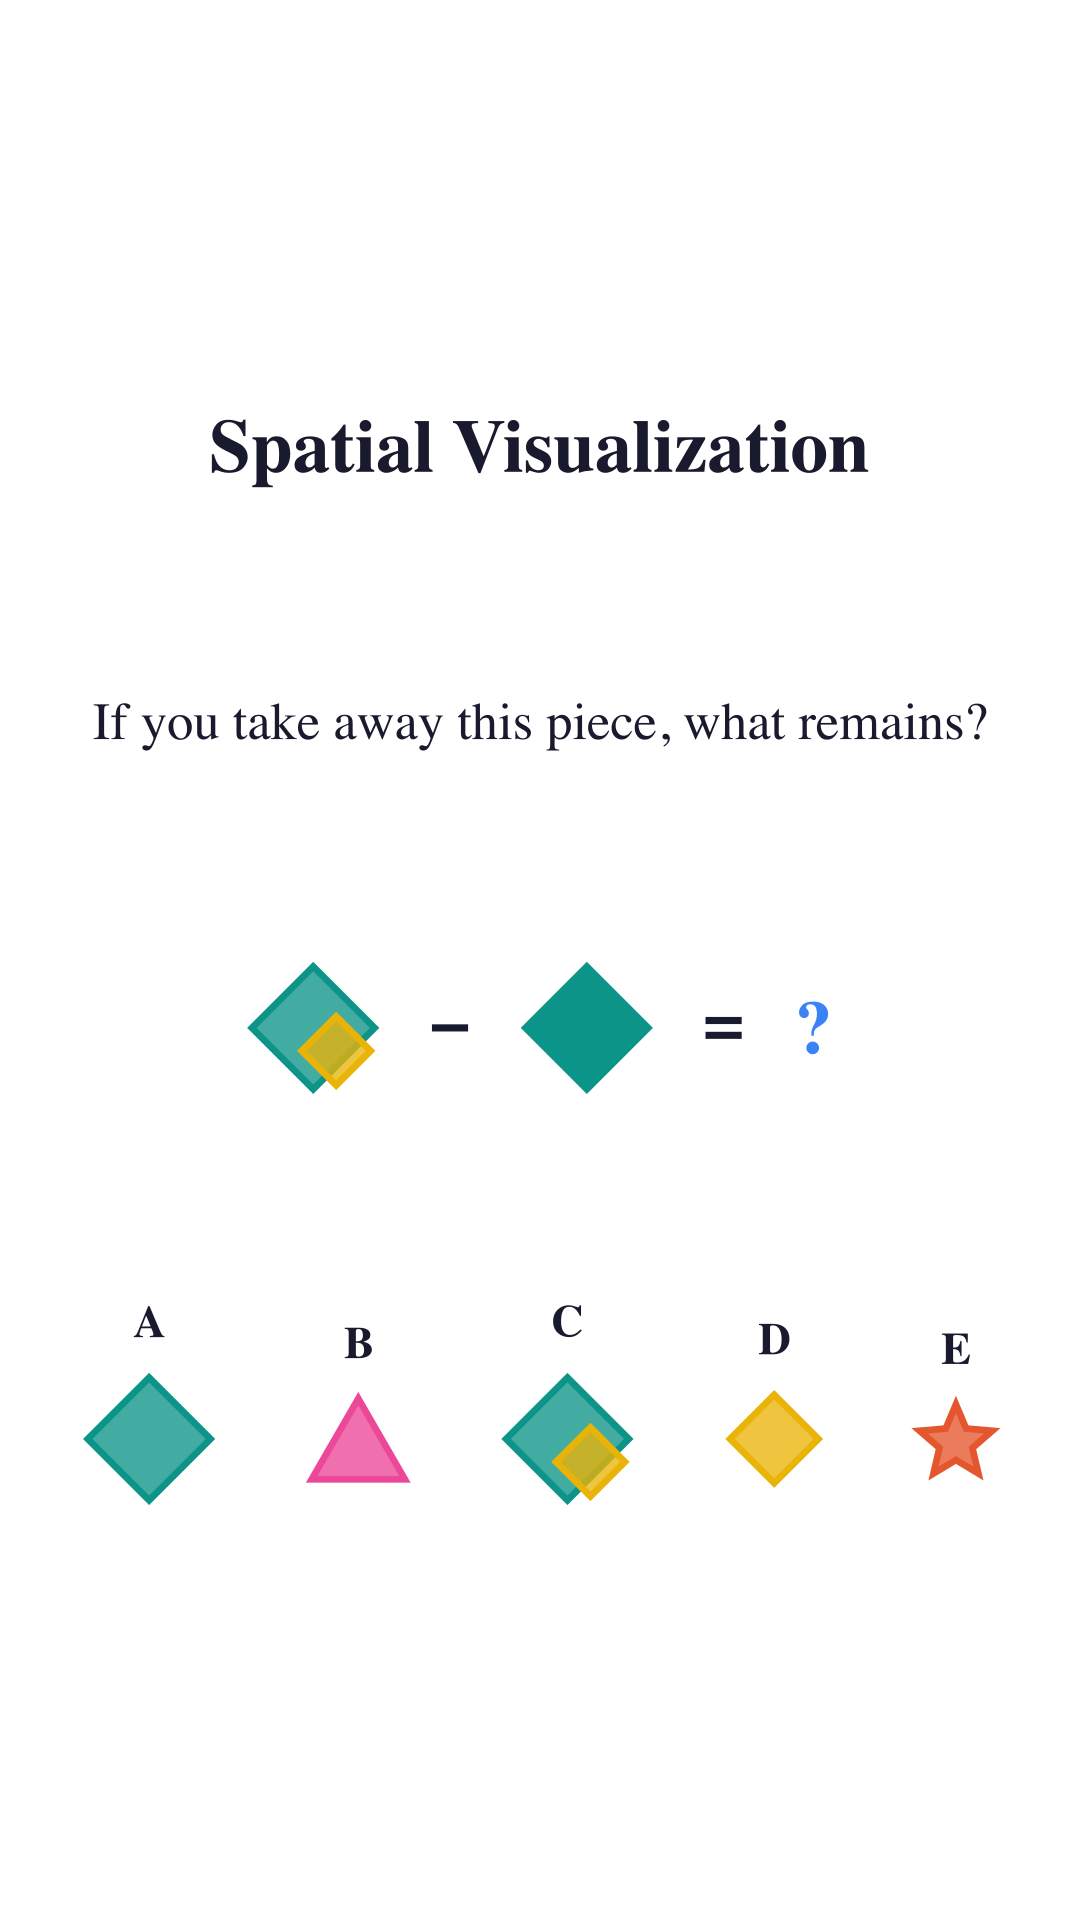 Spatial Visualization
If you take away this piece, what remains?
− = ?
A B C D E